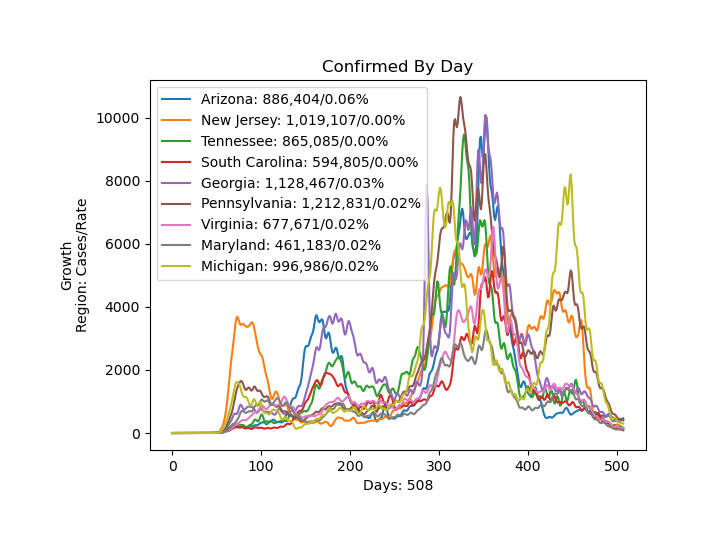 Confirmed By Day
10000
8000
6000
4000
2000
0
Growth
Region: Cases/Rate
Arizona: 886,404/0.06%
New Jersey: 1,019,107/0.00%
Tennessee: 865,085/0.00%
South Carolina: 594,805/0.00%
Georgia: 1,128,467/0.03%
Pennsylvania: 1,212,831/0.02%
Virginia: 677,671/0.02%
Maryland: 461,183/0.02%
Michigan: 996,986/0.02%
0 100 200 300 400 500
Days: 508